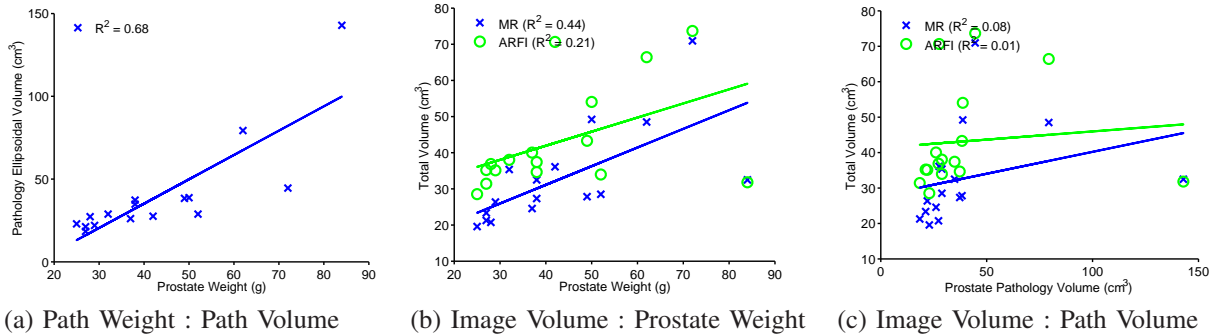 150
100
50
0
20
30
40
50
60
70
80
90
Prostate Weight (g)
Pathology Ellipsoidal Volume (cm³)
R² = 0.68
(a) Path Weight : Path Volume
80
70
60
50
40
30
20
10
20
30
40
50
60
70
80
90
Prostate Weight (g)
Total Volume (cm³)
MR (R² = 0.44)
ARFI (R² = 0.21)
(b) Image Volume : Prostate Weight
80
70
60
50
40
30
20
10
0
50
100
150
Prostate Pathology Volume (cm³)
Total Volume (cm³)
MR (R² = 0.08)
ARFI (R² = 0.01)
(c) Image Volume : Path Volume